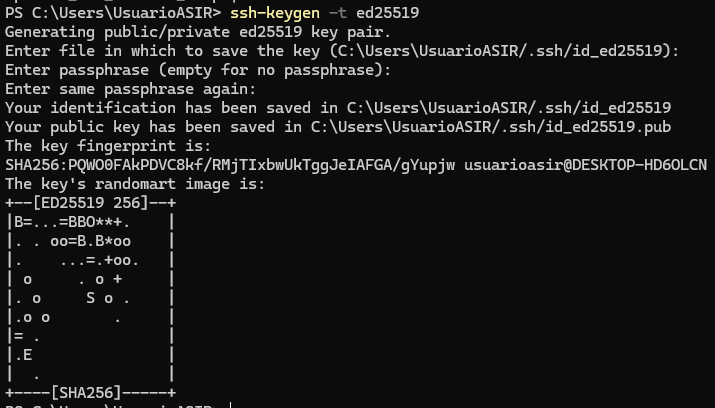 PS C:\Users\UsuarioASIR> ssh-keygen -t ed25519
Generating public/private ed25519 key pair.
Enter file in which to save the key (C:\Users\UsuarioASIR/.ssh/id_ed25519):
Enter passphrase (empty for no passphrase):
Enter same passphrase again:
Your identification has been saved in C:\Users\UsuarioASIR/.ssh/id_ed25519
Your public key has been saved in C:\Users\UsuarioASIR/.ssh/id_ed25519.pub
The key fingerprint is:
SHA256:PQWO0FAkPDVC8kf/RMjTIxbwUkTggJeIAFGA/gYupjw usuarioasir@DESKTOP-HD6OLCN
The key's randomart image is:
+--[ED25519 256]--+
|B=...=BBO**+.    |
|. . oo=B.B*oo    |
|.    ...=.+oo.   |
| o     . o +     |
|. o     S o .    |
|.o o       .     |
|= .              |
|.E               |
|  .              |
+----[SHA256]-----+